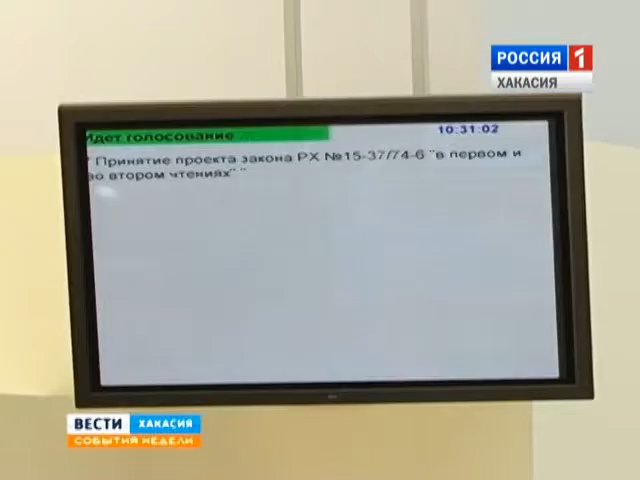 РОССИЯ 1
ХАКАСИЯ
Идет голосование ...
10:31:02
" Принятие проекта закона РХ №15-37/74-6 "в первом и
во втором чтениях" "
ВЕСТИ ХАКАСИЯ
СОБЫТИЯ НЕДЕЛИ